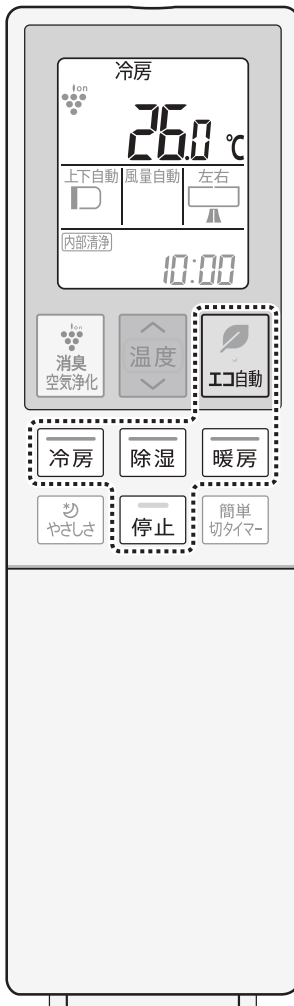 冷房
Ion
26.0 ℃
上下自動 風量自動 左右
内部清浄
10:00
Ion
消臭
空気浄化
温度
エコ自動
冷房 除湿 暖房
やさしさ
停止
簡単
切タイマー